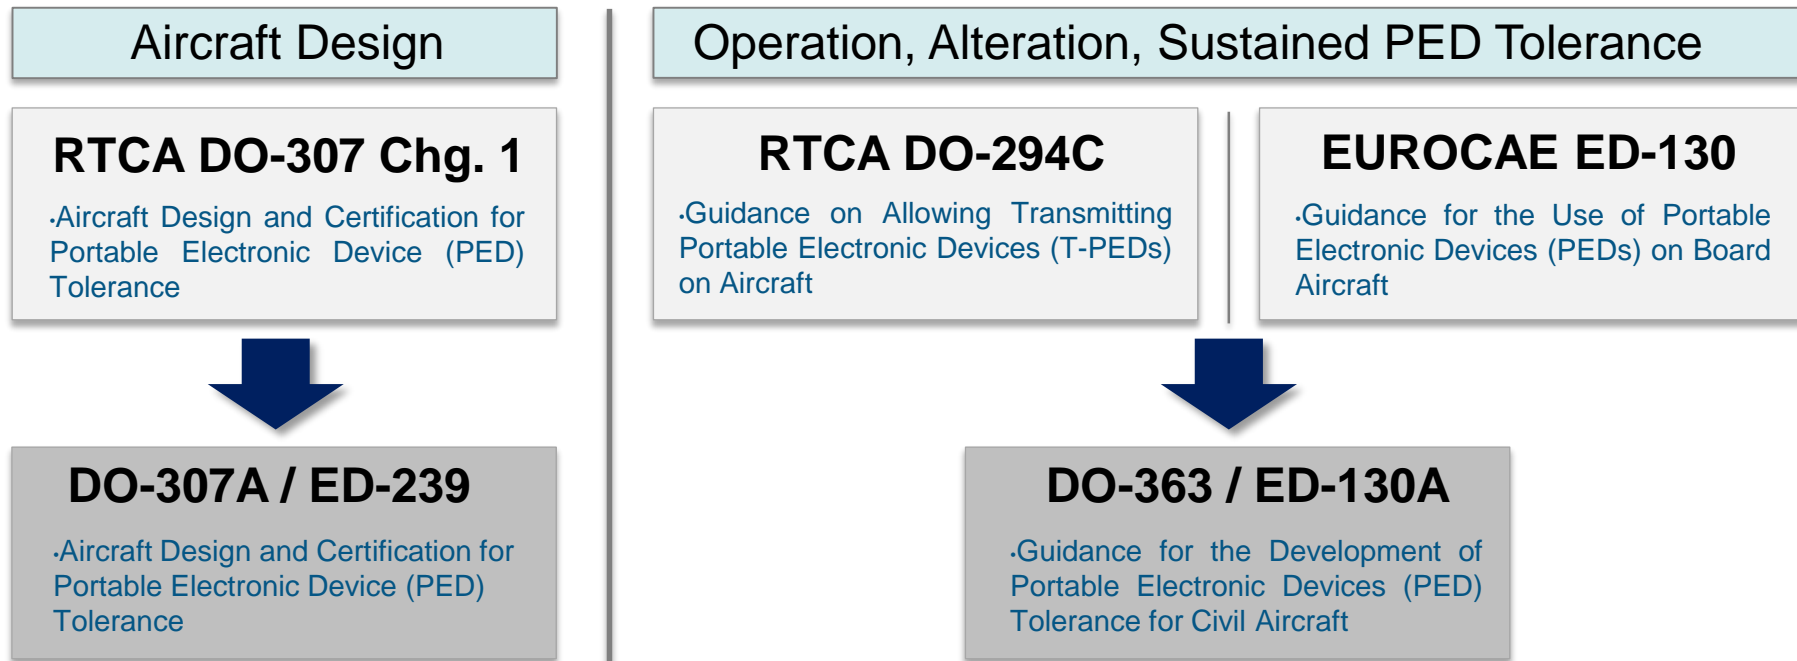 Aircraft Design
RTCA DO-307 Chg. 1
•Aircraft Design and Certification for
Portable Electronic Device (PED)
Tolerance
DO-307A / ED-239
•Aircraft Design and Certification for
Portable Electronic Device (PED)
Tolerance
Operation, Alteration, Sustained PED Tolerance
RTCA DO-294C
•Guidance on Allowing Transmitting
Portable Electronic Devices (T-PEDs)
on Aircraft
EUROCAE ED-130
•Guidance for the Use of Portable
Electronic Devices (PEDs) on Board
Aircraft
DO-363 / ED-130A
•Guidance for the Development of
Portable Electronic Devices (PED)
Tolerance for Civil Aircraft